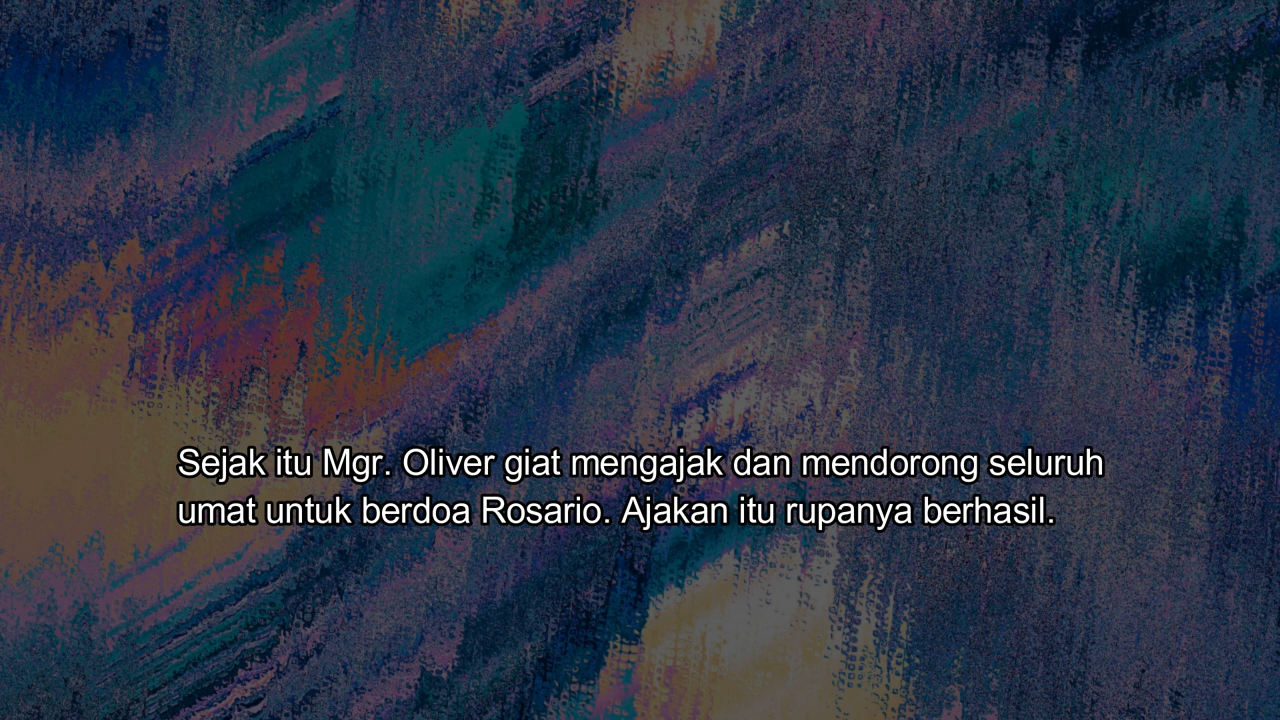 Sejak itu Mgr. Oliver giat mengajak dan mendorong seluruh
umat untuk berdoa Rosario. Ajakan itu rupanya berhasil.